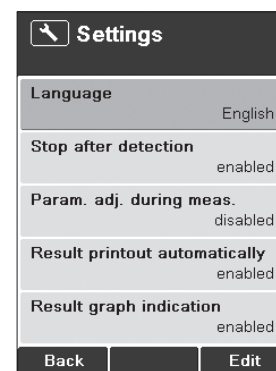 Settings
Language
English
Stop after detection
enabled
Param. adj. during meas.
disabled
Result printout automatically
enabled
Result graph indication
enabled
Back
Edit